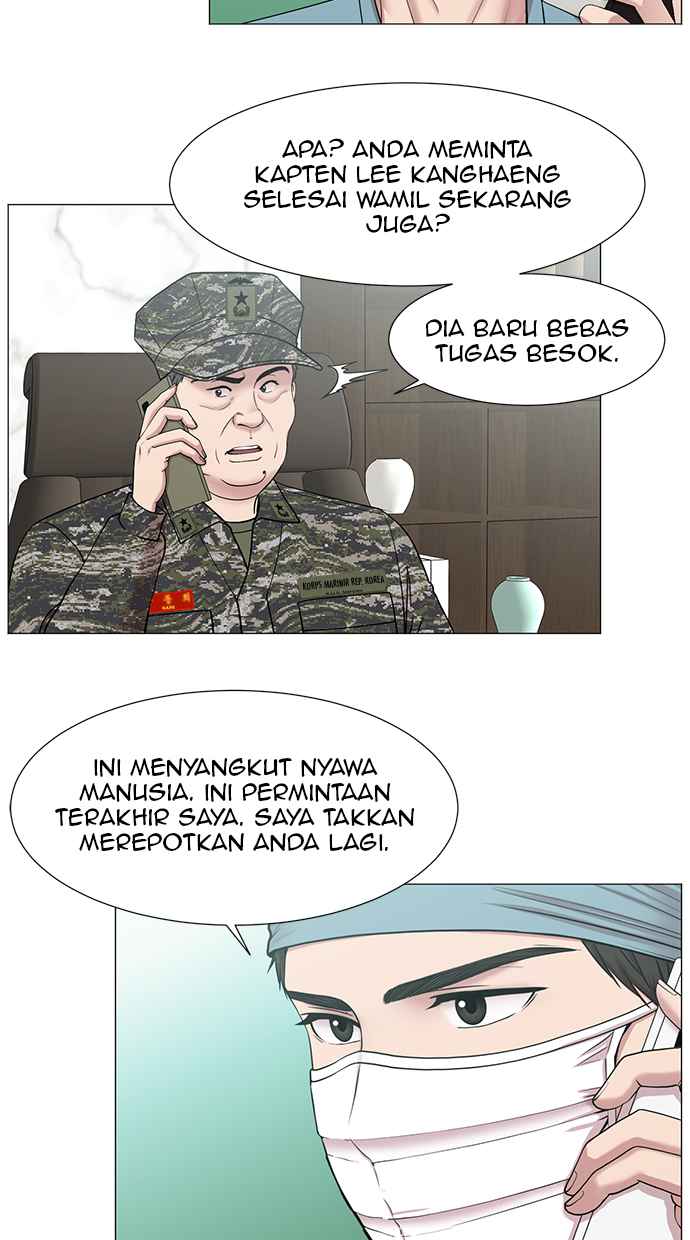 APA? ANDA MEMINTA
KAPTEN LEE KANGHAENG
SELESAI WAMIL SEKARANG
JUGA?
DIA BARU BEBAS
TUGAS BESOK.
KORPS MARINIR REP. KOREA
INI MENYANGKUT NYAWA
MANUSIA. INI PERMINTAAN
TERAKHIR SAYA. SAYA TAKKAN
MEREPOTKAN ANDA LAGI.